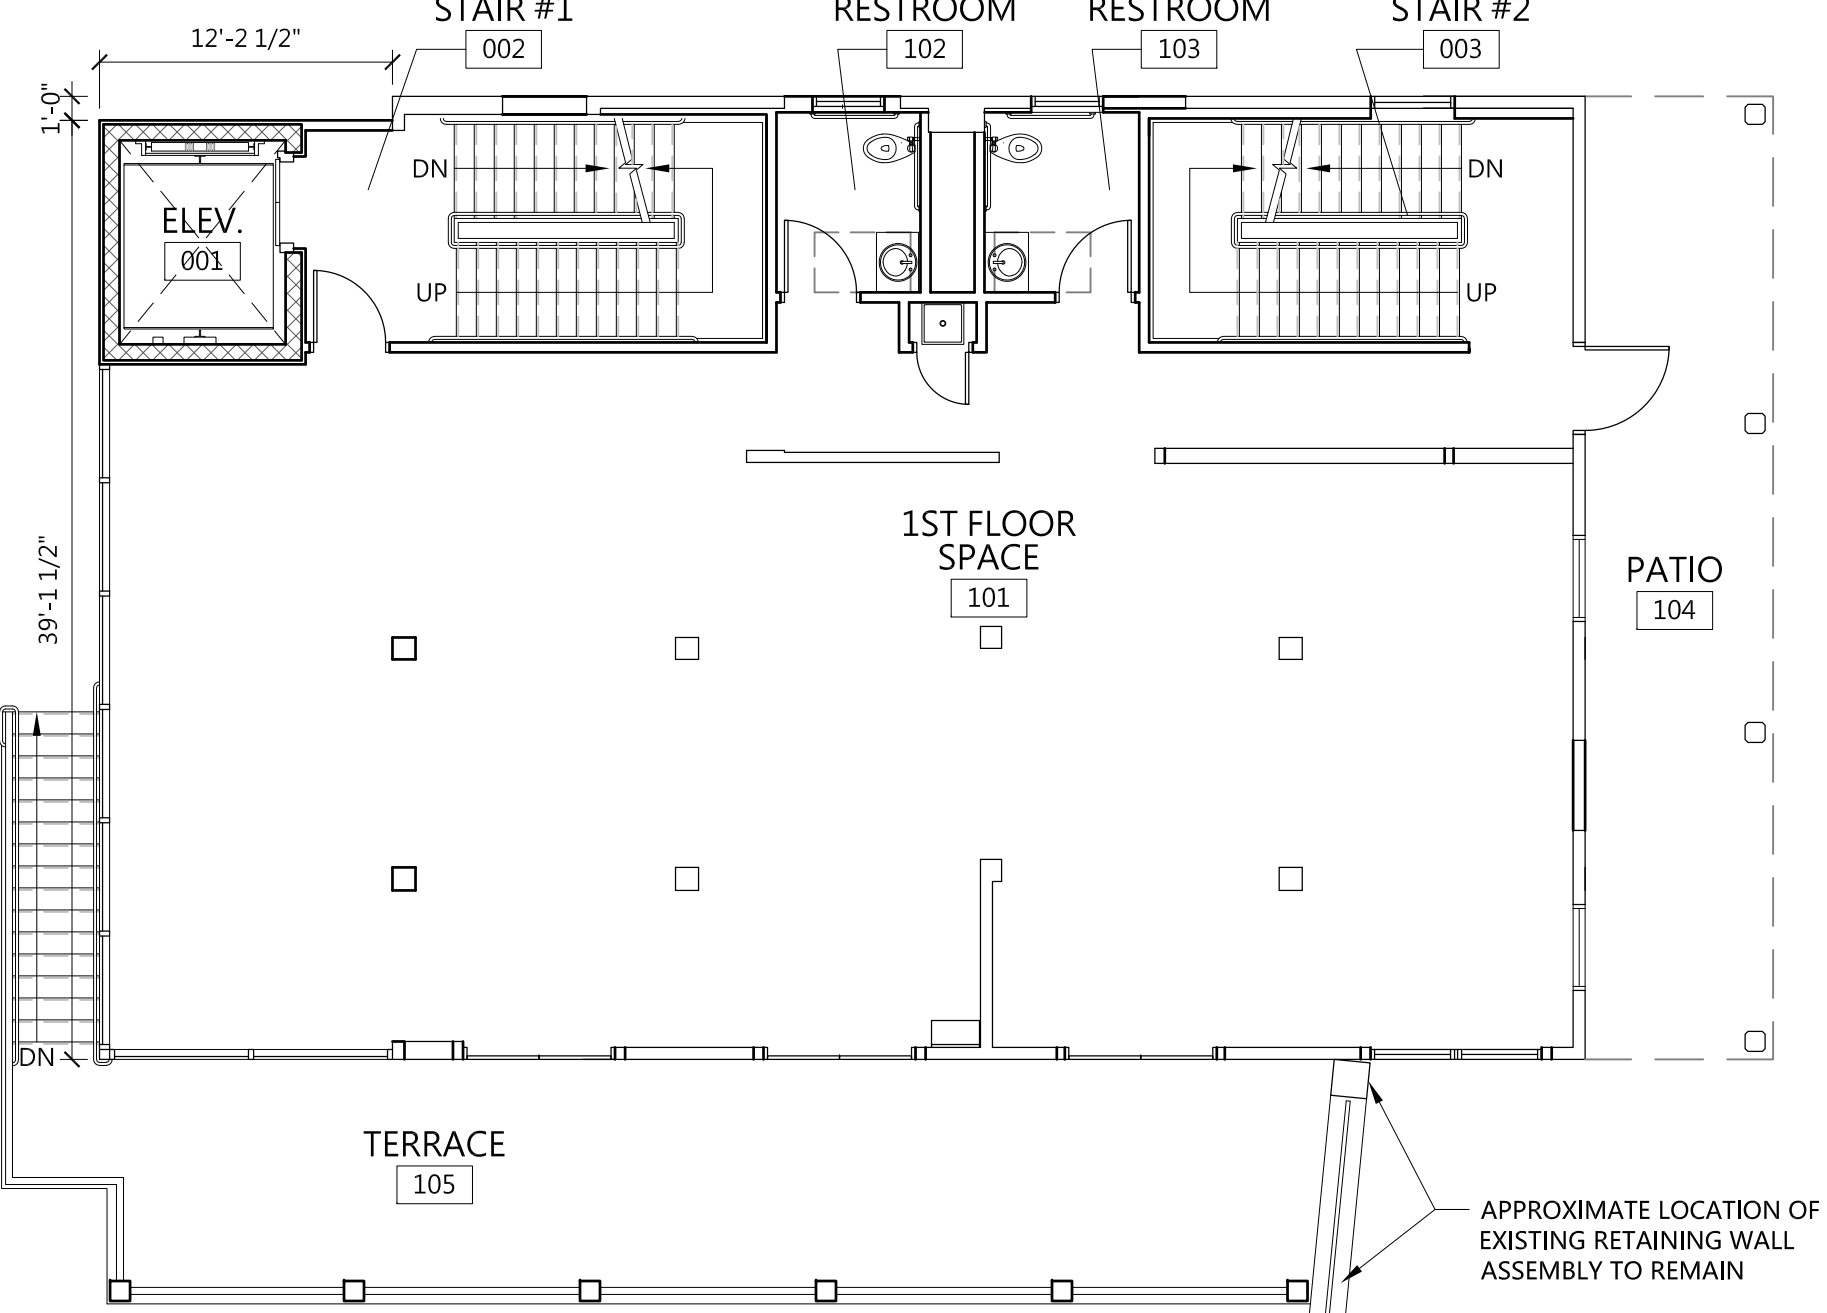 STAIR #1
RESTROOM
RESTROOM
STAIR #2
12'-2 1/2"
002
102
103
003
1'-0"
DN
DN
ELEV.
001
UP
UP
1ST FLOOR
SPACE
101
39'-1 1/2"
PATIO
104
DN
TERRACE
105
APPROXIMATE LOCATION OF
EXISTING RETAINING WALL
ASSEMBLY TO REMAIN